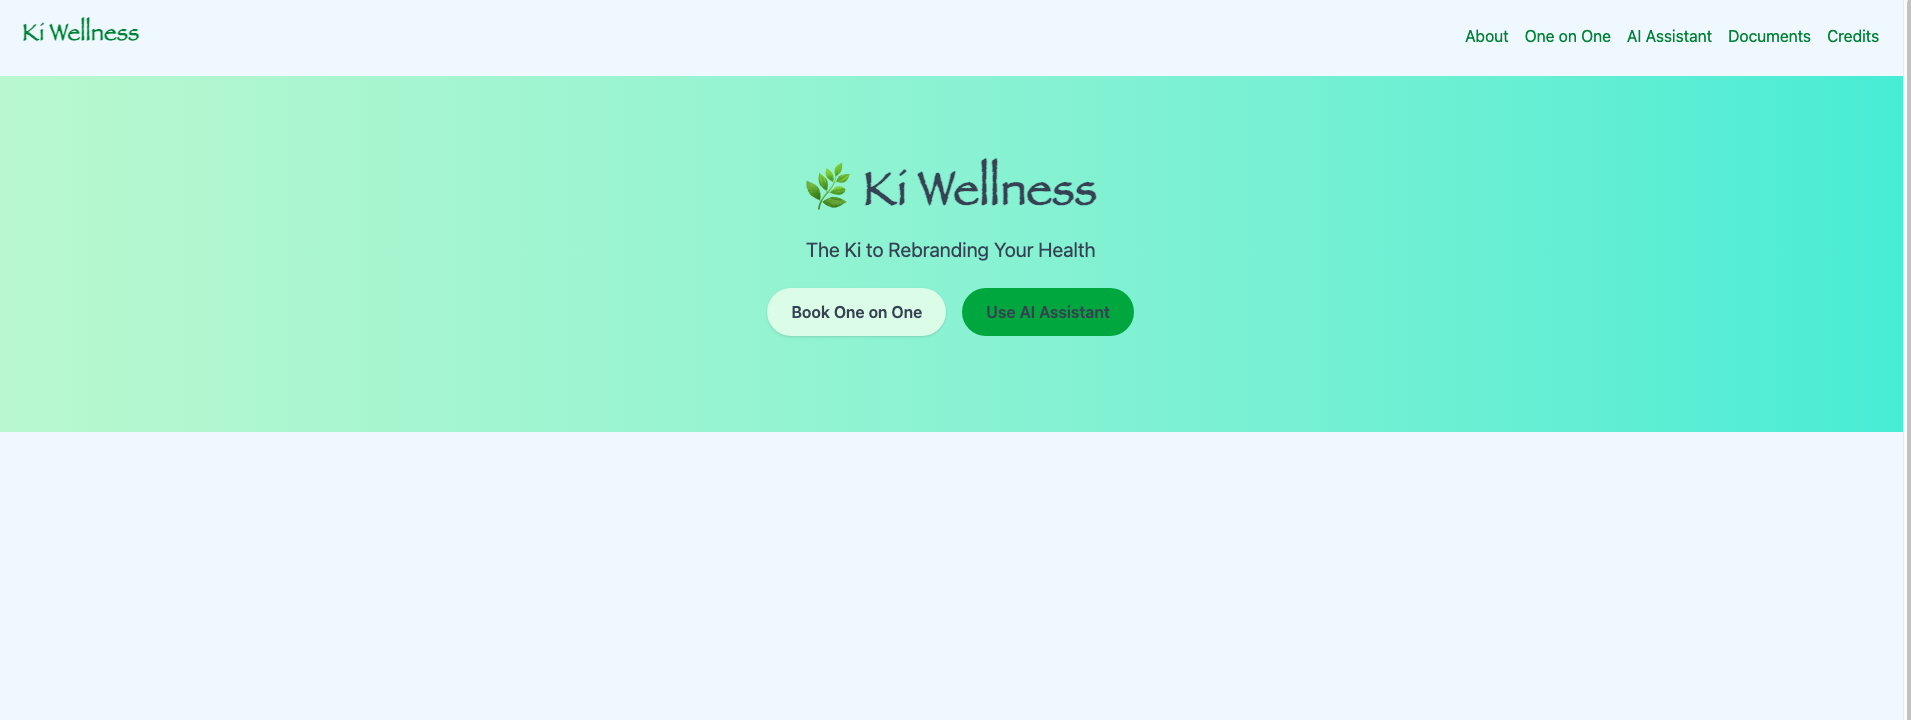 Ki Wellness
About One on One AI Assistant Documents Credits
🌿 Ki Wellness
The Ki to Rebranding Your Health
Book One on One
Use AI Assistant